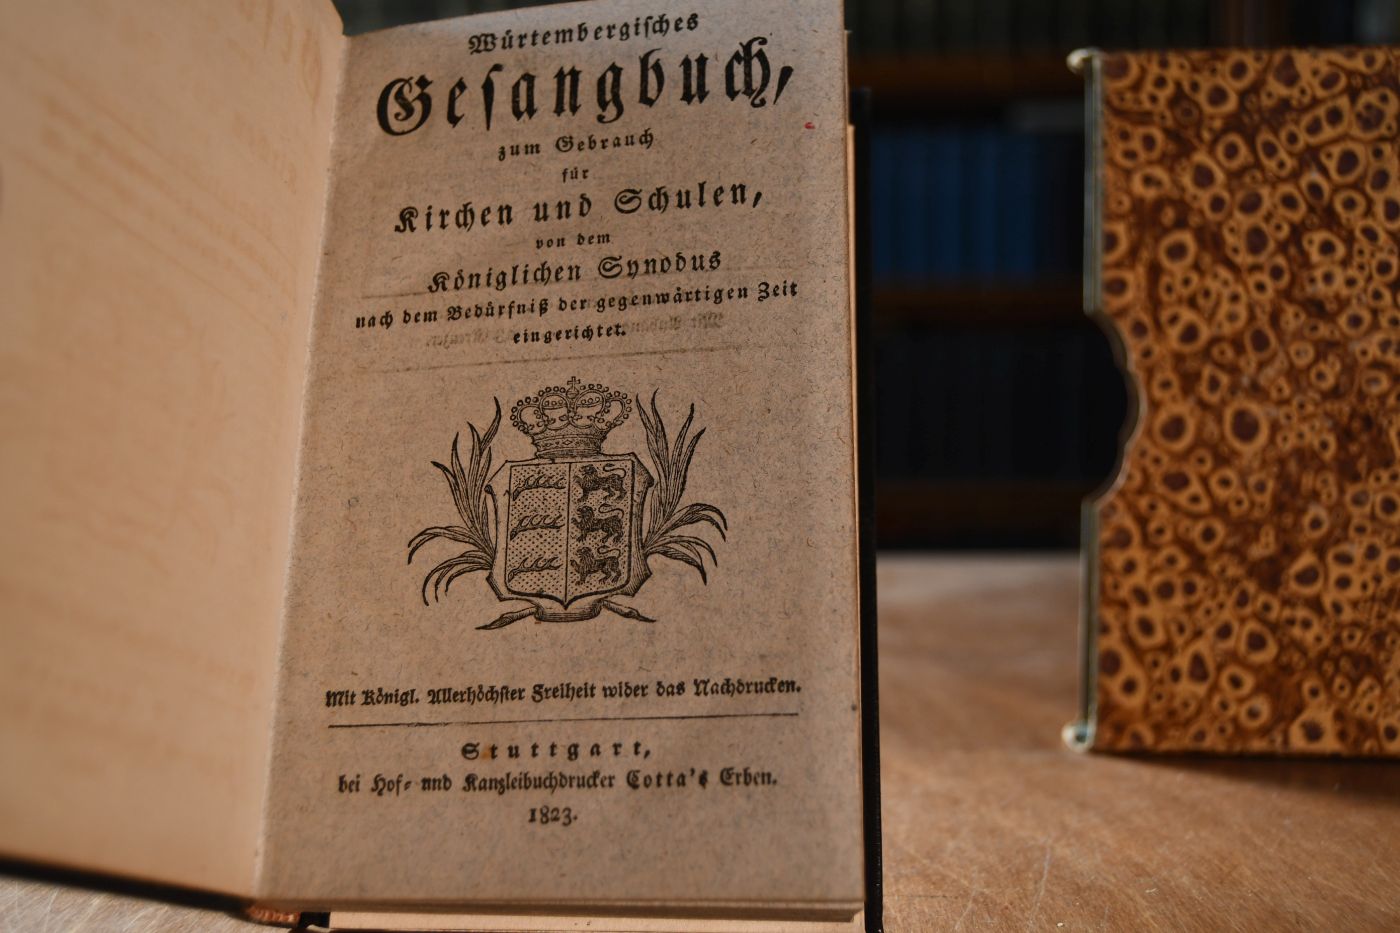 Würtembergisches
Gesangbuch,
zum Gebrauch
für
Kirchen und Schulen,
von dem
Königlichen Synodus
nach dem Bedürfniß der gegenwärtigen Zeit
eingerichtet.
Mit Königl. Allerhöchster Freiheit wider das Nachdrucken.
Stuttgart,
bei Hof- und Kanzleibuchdrucker Cotta's Erben.
1823.